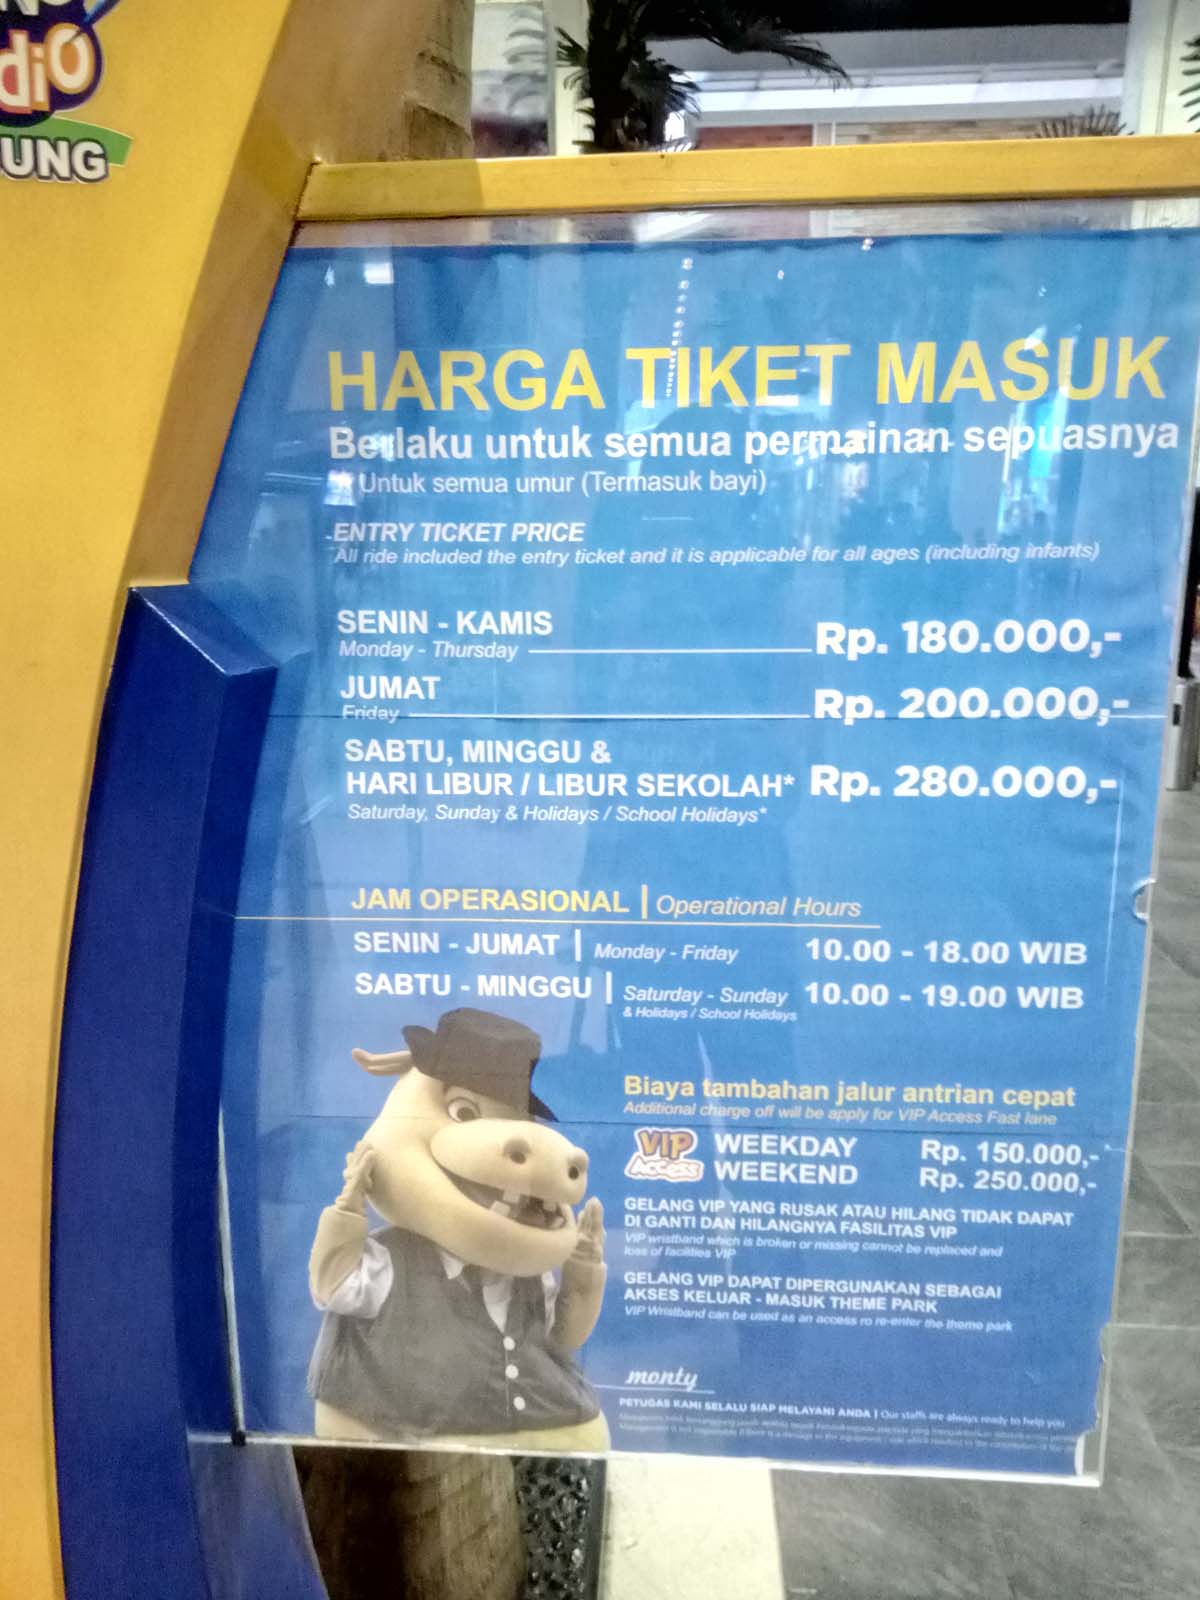 diO
UNG
HARGA TIKET MASUK
Berlaku untuk semua permainan sepuasnya
Untuk semua umur (Termasuk bayi)
ENTRY TICKET PRICE
All ride included the entry ticket and it is applicable for all ages (including infants)
SENIN - KAMIS
Monday - Thursday
Rp. 180.000,-
JUMAT
Friday
Rp. 200.000,-
SABTU, MINGGU &
HARI LIBUR / LIBUR SEKOLAH* Rp. 280.000,-
Saturday, Sunday & Holidays / School Holidays*
JAM OPERASIONAL | Operational Hours
SENIN - JUMAT | Monday - Friday 10.00 - 18.00 WIB
SABTU - MINGGU | Saturday - Sunday 10.00 - 19.00 WIB
& Holidays / School Holidays
Biaya tambahan jalur antrian cepat
Additional charge off will be apply for VIP Access Fast lane
VIP ACCESS
WEEKDAY Rp. 150.000,-
WEEKEND Rp. 250.000,-
GELANG VIP YANG RUSAK ATAU HILANG TIDAK DAPAT
DI GANTI DAN HILANGNYA FASILITAS VIP
VIP wristband which is broken or missing cannot be replaced and
loss of facilities VIP
GELANG VIP DAPAT DIPERGUNAKAN SEBAGAI
AKSES KELUAR - MASUK THEME PARK
VIP Wristband can be used as an access ro re-enter the theme park
monty
PETUGAS KAMI SELALU SIAP MELAYANI ANDA | Our staffs are always ready to help you